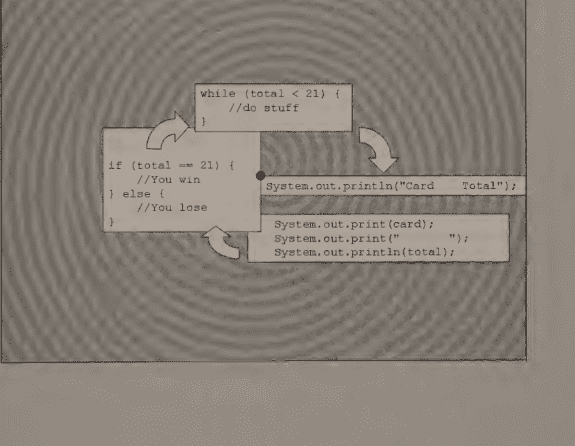 while (total < 21) {
//do stuff
}
if (total == 21) {
//You win
} else {
//You lose
}
System.out.println("Card    Total");
System.out.print(card);
System.out.print("       ");
System.out.println(total);